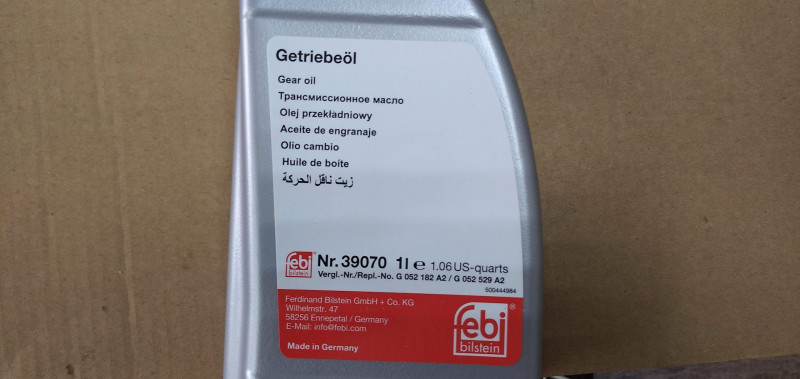 Getriebeöl
Gear oil
Трансмиссионное масло
Olej przekładniowy
Aceite de engranaje
Olio cambio
Huile de boite
زيت ناقل الحركة
febi bilstein Nr. 39070 1l e 1.06 US-quarts
Vergl.-Nr./Repl.-No. G 052 182 A2 / G 052 529 A2
500444984
Ferdinand Bilstein GmbH + Co. KG
Wilhelmstr. 47
58256 Ennepetal / Germany
E-Mail: info@febi.com
Made in Germany
febi®
bilstein